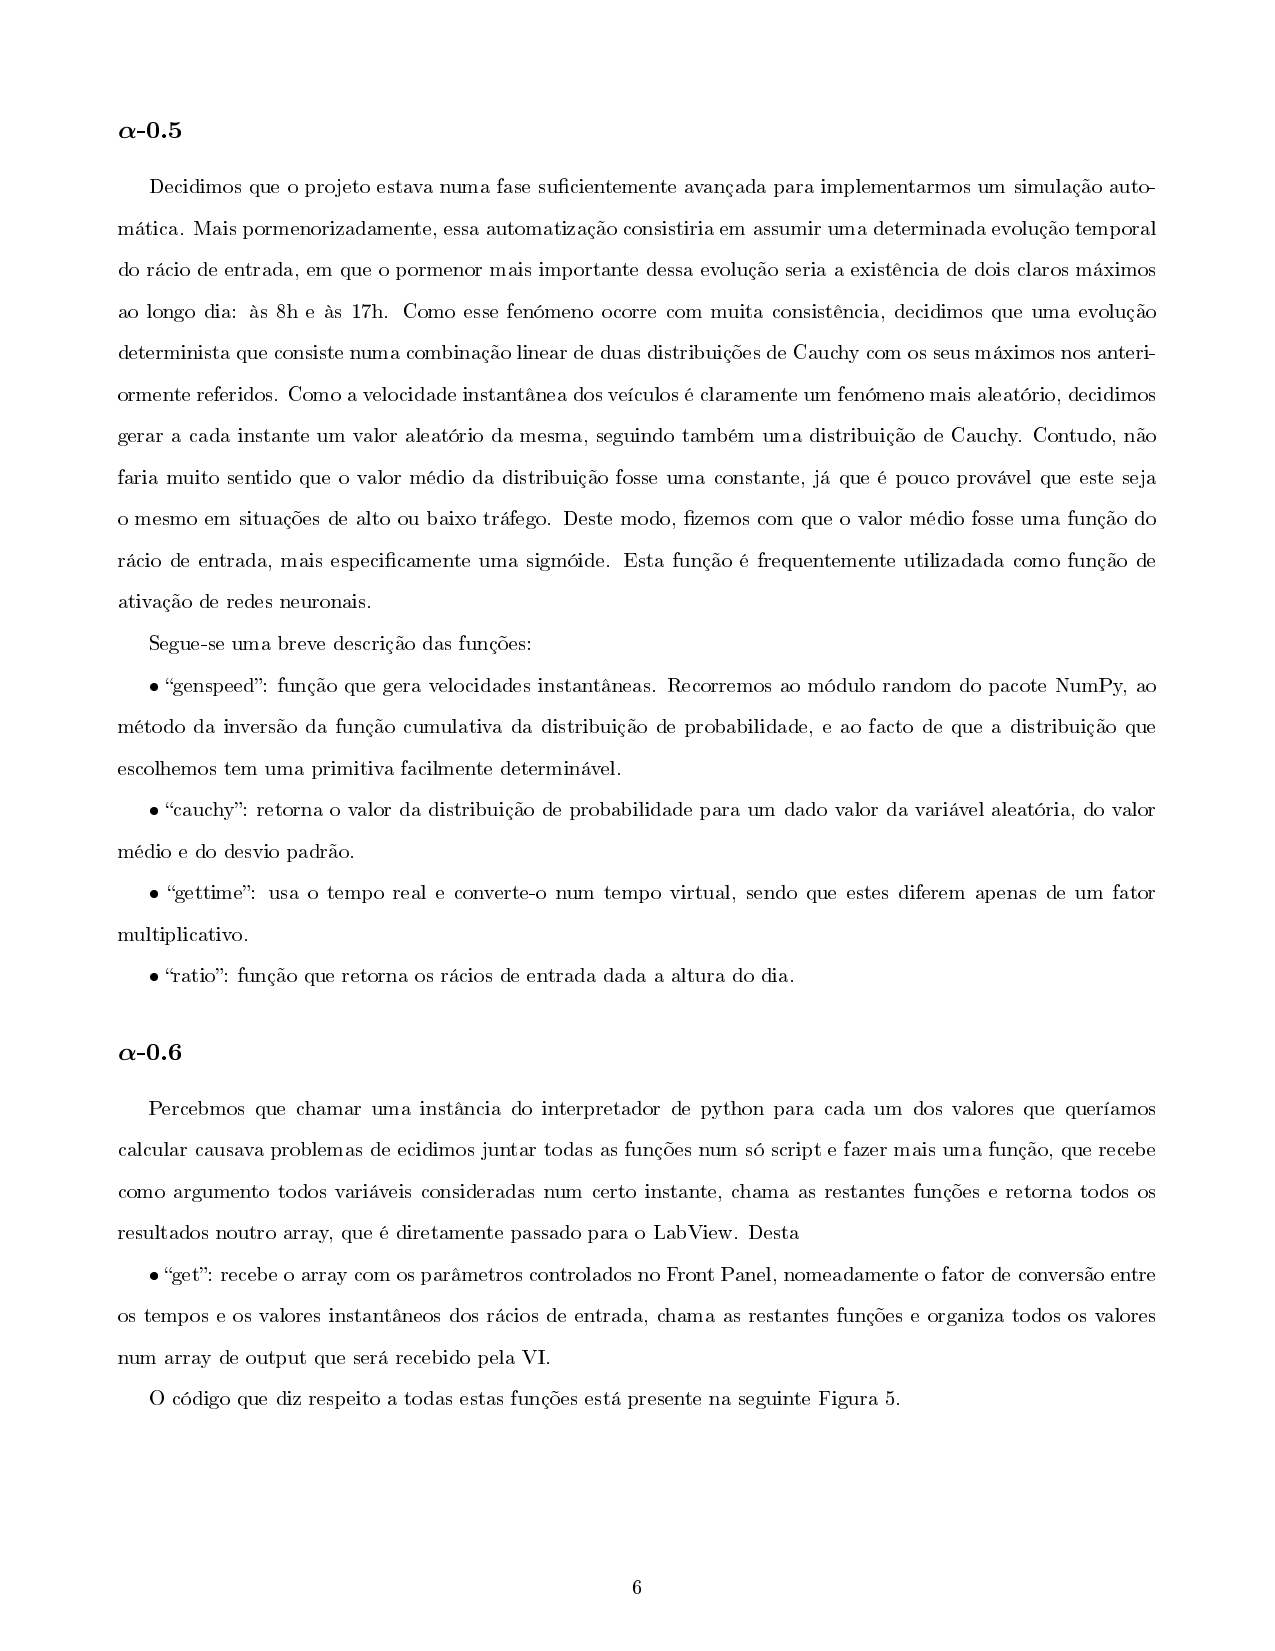 α-0.5
Decidimos que o projeto estava numa fase suficientemente avançada para implementarmos um simulação auto-
mática. Mais pormenorizadamente, essa automatização consistiria em assumir uma determinada evolução temporal
do rácio de entrada, em que o pormenor mais importante dessa evolução seria a existência de dois claros máximos
ao longo dia: às 8h e às 17h. Como esse fenómeno ocorre com muita consistência, decidimos que uma evolução
determinista que consiste numa combinação linear de duas distribuições de Cauchy com os seus máximos nos anteri-
ormente referidos. Como a velocidade instantânea dos veículos é claramente um fenómeno mais aleatório, decidimos
gerar a cada instante um valor aleatório da mesma, seguindo também uma distribuição de Cauchy. Contudo, não
faria muito sentido que o valor médio da distribuição fosse uma constante, já que é pouco provável que este seja
o mesmo em situações de alto ou baixo tráfego. Deste modo, fizemos com que o valor médio fosse uma função do
rácio de entrada, mais especificamente uma sigmóide. Esta função é frequentemente utilizadada como função de
ativação de redes neuronais.
Segue-se uma breve descrição das funções:
• “genspeed”: função que gera velocidades instantâneas. Recorremos ao módulo random do pacote NumPy, ao
método da inversão da função cumulativa da distribuição de probabilidade, e ao facto de que a distribuição que
escolhemos tem uma primitiva facilmente determinável.
• “cauchy”: retorna o valor da distribuição de probabilidade para um dado valor da variável aleatória, do valor
médio e do desvio padrão.
• “gettime”: usa o tempo real e converte-o num tempo virtual, sendo que estes diferem apenas de um fator
multiplicativo.
• “ratio”: função que retorna os rácios de entrada dada a altura do dia.
α-0.6
Percebmos que chamar uma instância do interpretador de python para cada um dos valores que queríamos
calcular causava problemas de ecidimos juntar todas as funções num só script e fazer mais uma função, que recebe
como argumento todos variáveis consideradas num certo instante, chama as restantes funções e retorna todos os
resultados noutro array, que é diretamente passado para o LabView. Desta
• “get”: recebe o array com os parâmetros controlados no Front Panel, nomeadamente o fator de conversão entre
os tempos e os valores instantâneos dos rácios de entrada, chama as restantes funções e organiza todos os valores
num array de output que será recebido pela VI.
O código que diz respeito a todas estas funções está presente na seguinte Figura 5.
6